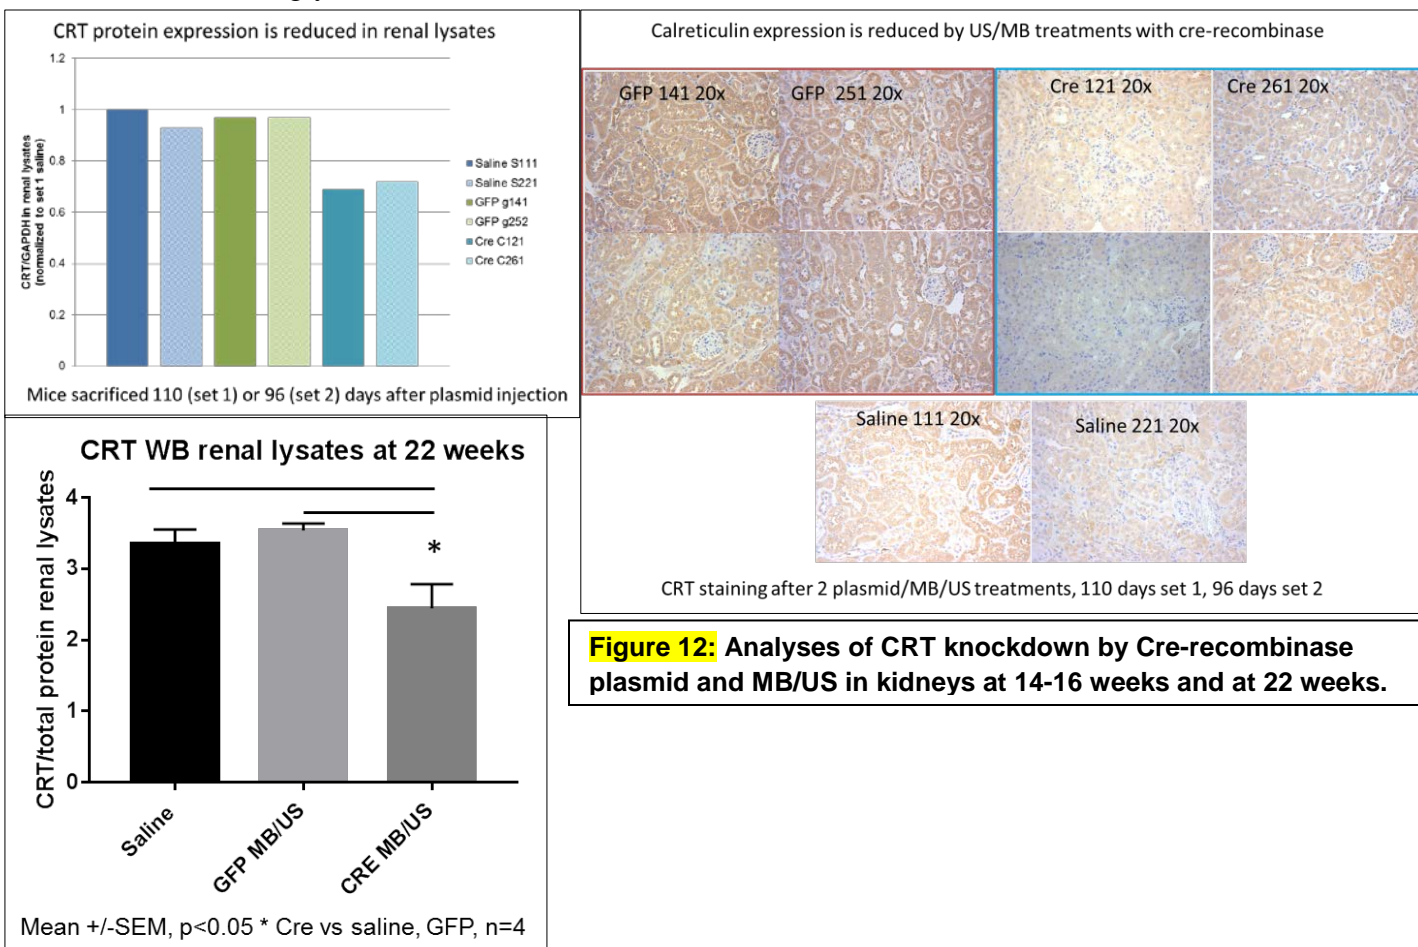 CRT protein expression is reduced in renal lysates
CRT/GAPDH in renal lysates
(normalized to set 1 saline)
1.2
1
0.8
0.6
0.4
0.2
0
Saline S111
Saline S221
GFP g141
GFP g252
Cre C121
Cre C261
Mice sacrificed 110 (set 1) or 96 (set 2) days after plasmid injection
Calreticulin expression is reduced by US/MB treatments with cre-recombinase
GFP 141 20x
GFP 251 20x
Cre 121 20x
Cre 261 20x
Saline 111 20x
Saline 221 20x
CRT staining after 2 plasmid/MB/US treatments, 110 days set 1, 96 days set 2
CRT WB renal lysates at 22 weeks
CRT/total protein renal lysates
4
3
2
1
0
*
Saline
GFP MB/US
CRE MB/US
Mean +/-SEM, p<0.05 * Cre vs saline, GFP, n=4
Figure 12: Analyses of CRT knockdown by Cre-recombinase
plasmid and MB/US in kidneys at 14-16 weeks and at 22 weeks.